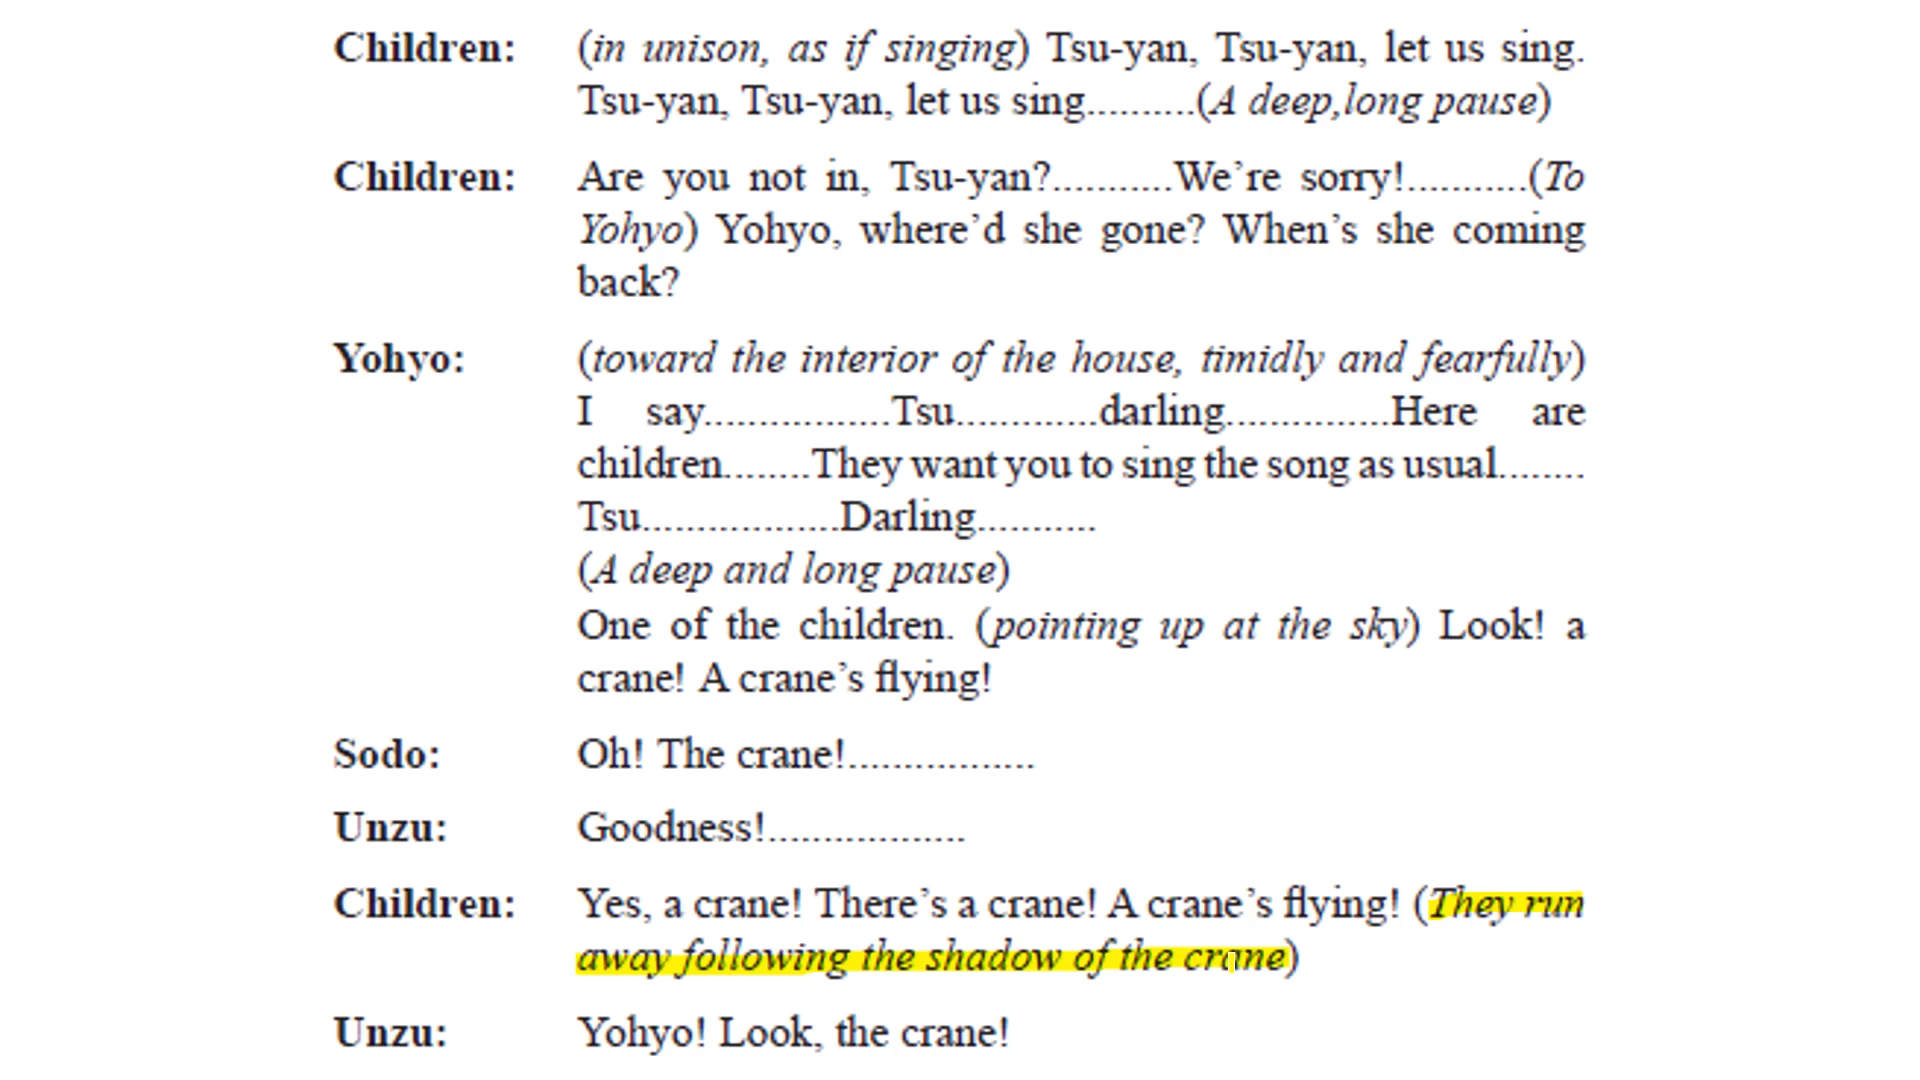 Children: (in unison, as if singing) Tsu-yan, Tsu-yan, let us sing.
Tsu-yan, Tsu-yan, let us sing..........(A deep,long pause)
Children: Are you not in, Tsu-yan?...........We're sorry!...........(To
Yohyo) Yohyo, where'd she gone? When's she coming
back?
Yohyo: (toward the interior of the house, timidly and fearfully)
I say.................Tsu.............darling...............Here are
children........They want you to sing the song as usual........
Tsu..................Darling...........
(A deep and long pause)
One of the children. (pointing up at the sky) Look! a
crane! A crane's flying!
Sodo: Oh! The crane!.................
Unzu: Goodness!..................
Children: Yes, a crane! There's a crane! A crane's flying! (They run
away following the shadow of the crane)
Unzu: Yohyo! Look, the crane!